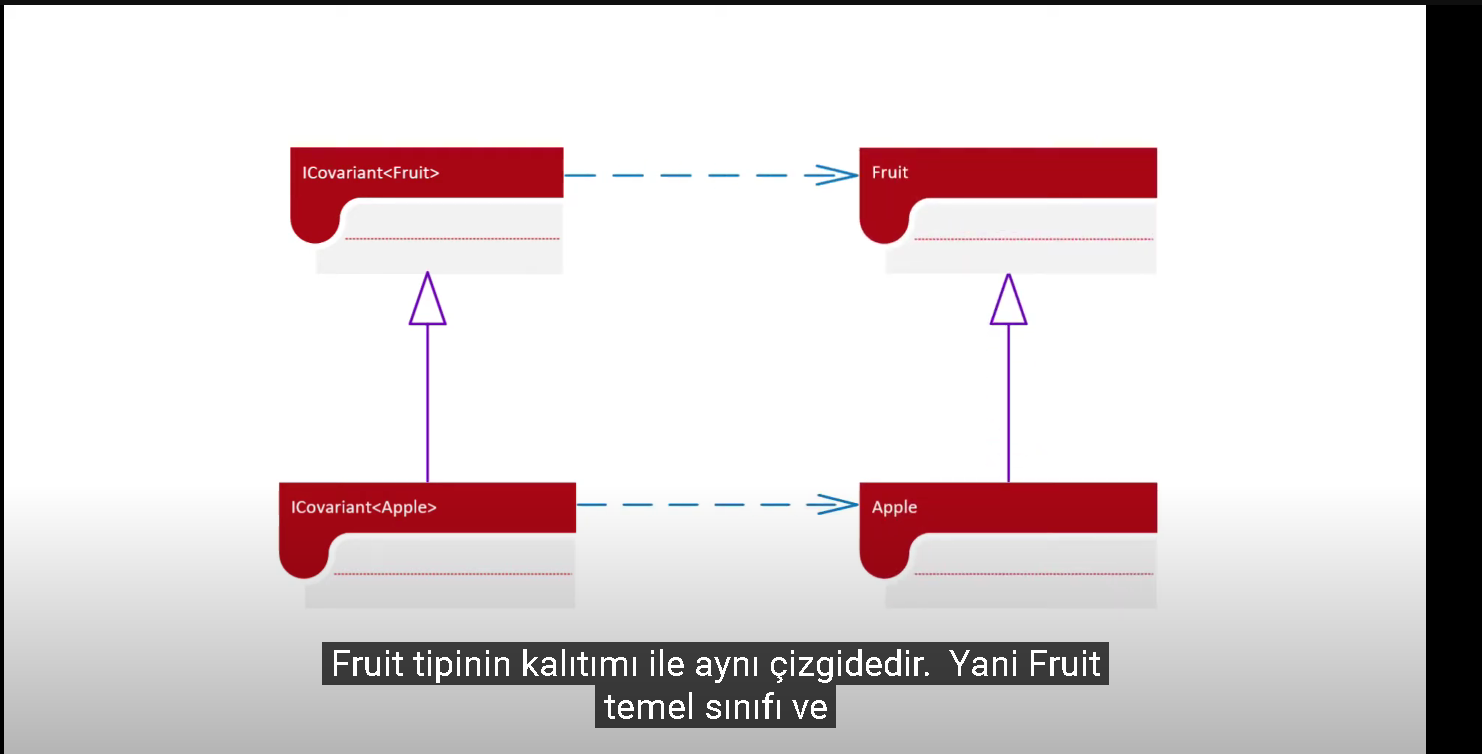 ICovariant<Fruit>
Fruit
ICovariant<Apple>
Apple
Fruit tipinin kalıtımı ile aynı çizgidedir. Yani Fruit
temel sınıfı ve